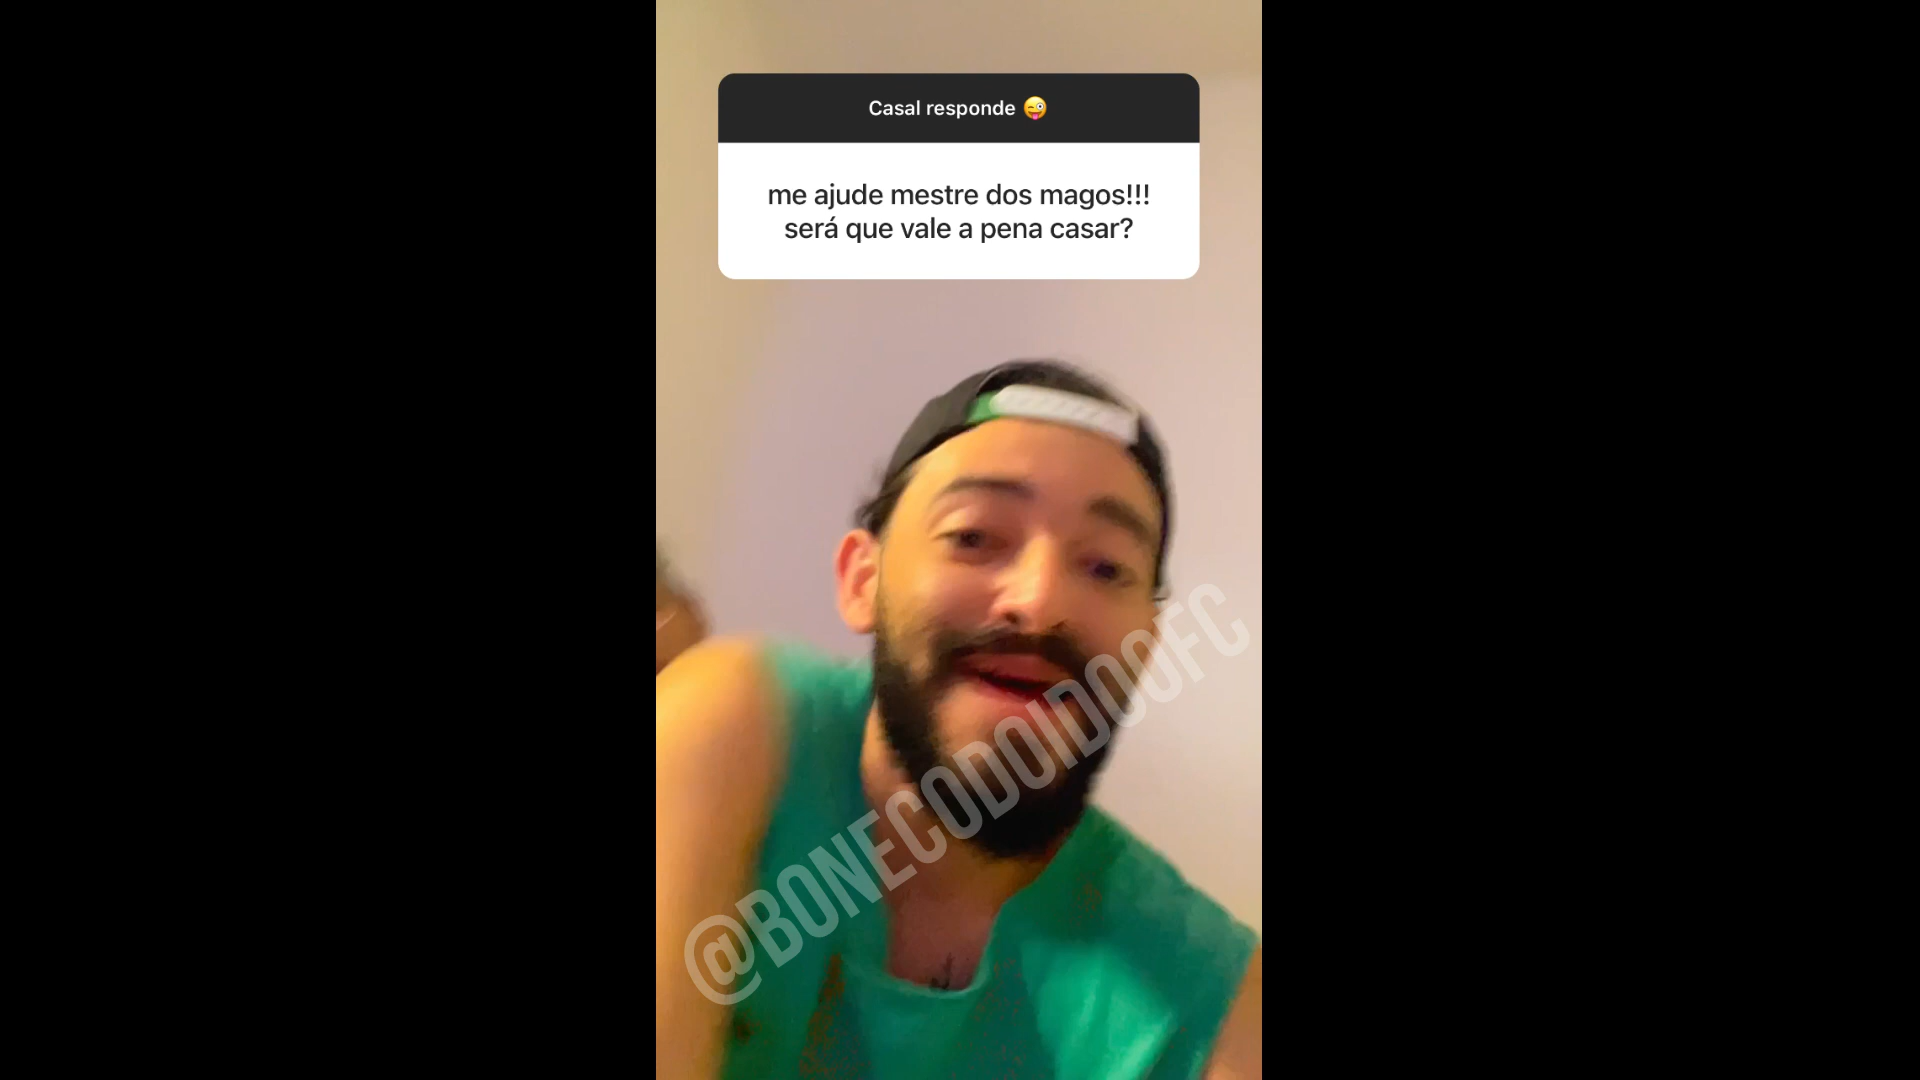 Casal responde 😜
me ajude mestre dos magos!!!
será que vale a pena casar?
@BONECODOIDOOFC